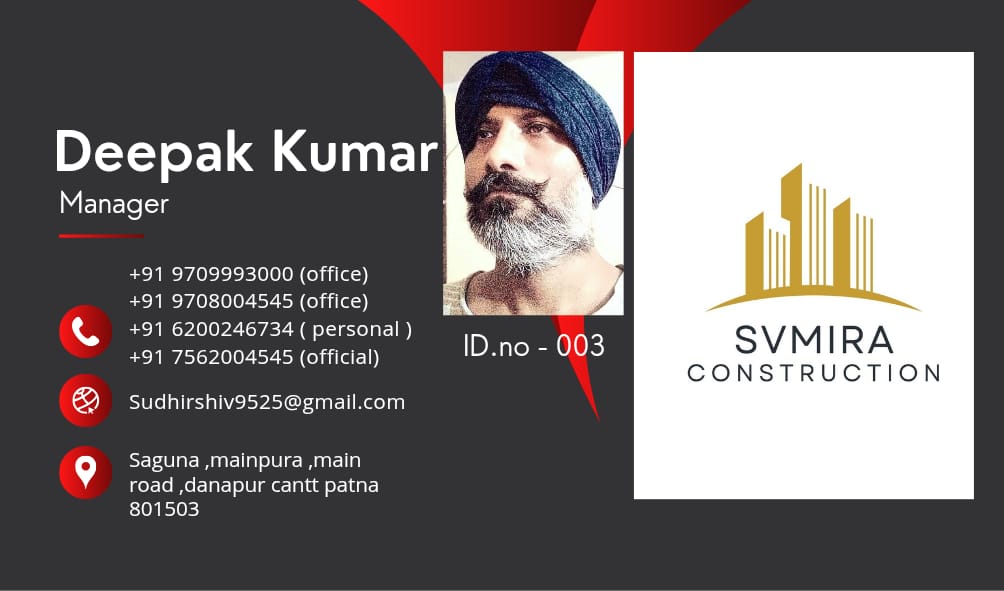 Deepak Kumar
Manager
+91 9709993000 (office)
+91 9708004545 (office)
+91 6200246734 ( personal )
+91 7562004545 (official)
Sudhirshiv9525@gmail.com
Saguna ,mainpura ,main
road ,danapur cantt patna
801503
ID.no - 003
SVMIRA
CONSTRUCTION